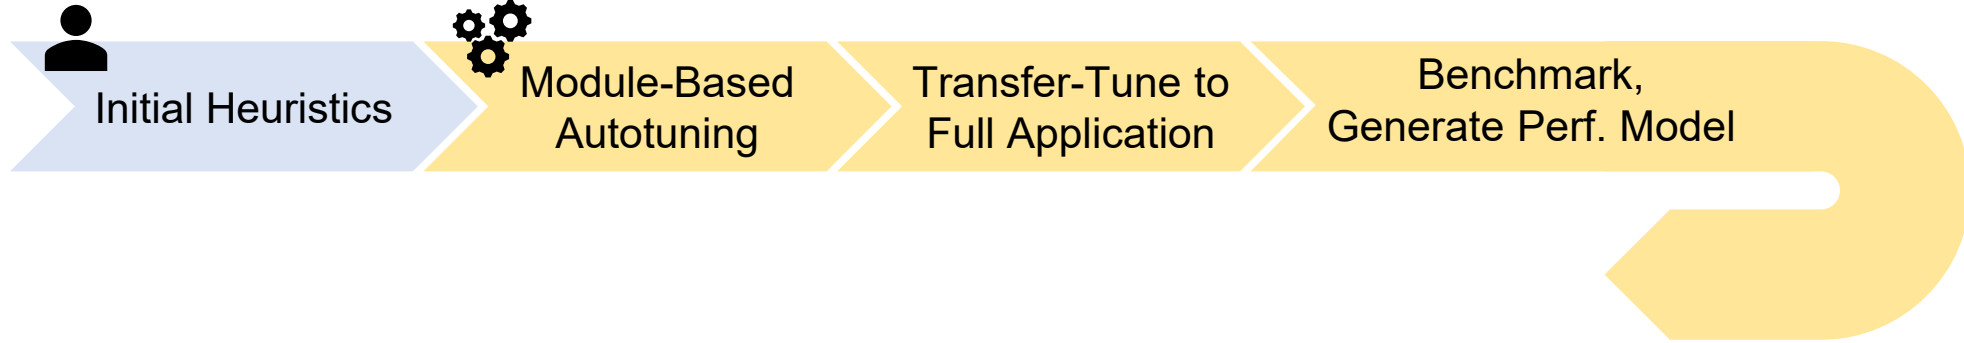 Initial Heuristics
Module-Based
Autotuning
Transfer-Tune to
Full Application
Benchmark,
Generate Perf. Model